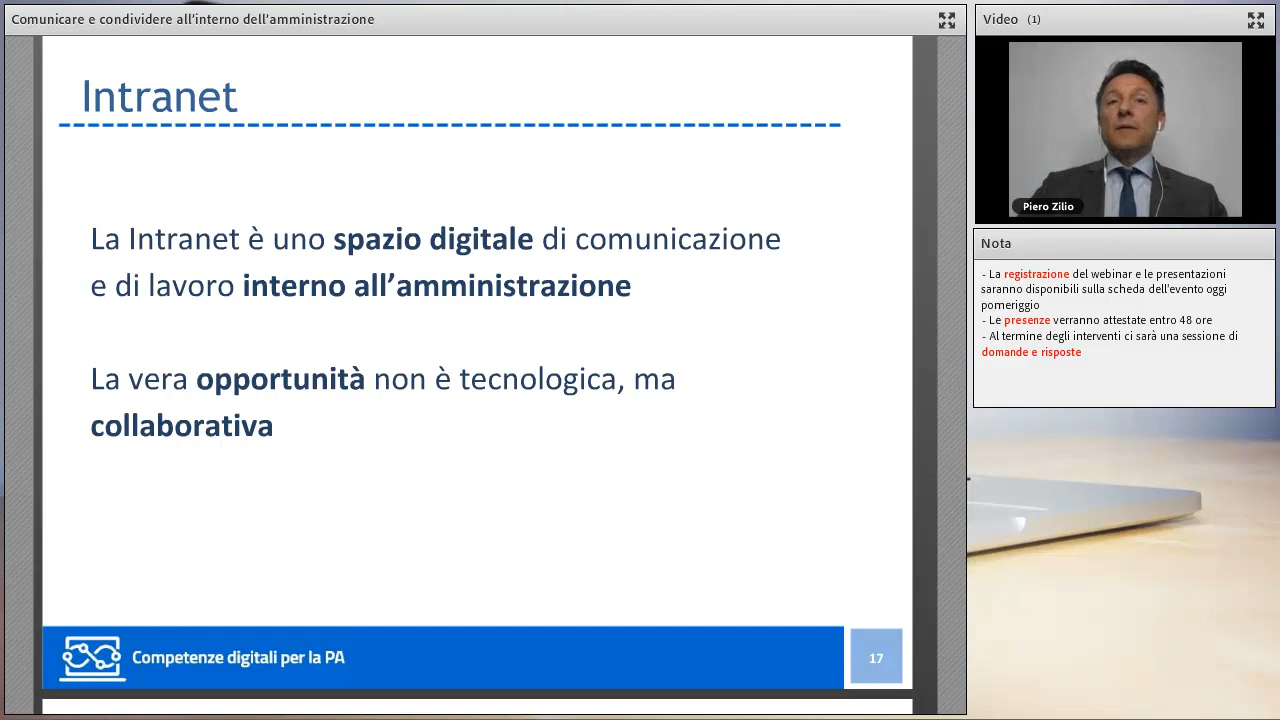 Comunicare e condividere all'interno dell'amministrazione
Intranet
La Intranet è uno spazio digitale di comunicazione
e di lavoro interno all’amministrazione
La vera opportunità non è tecnologica, ma
collaborativa
Competenze digitali per la PA
17
Video (1)
Piero Zilio
Nota
- La registrazione del webinar e le presentazioni
saranno disponibili sulla scheda dell'evento oggi
pomeriggio
- Le presenze verranno attestate entro 48 ore
- Al termine degli interventi ci sarà una sessione di
domande e risposte